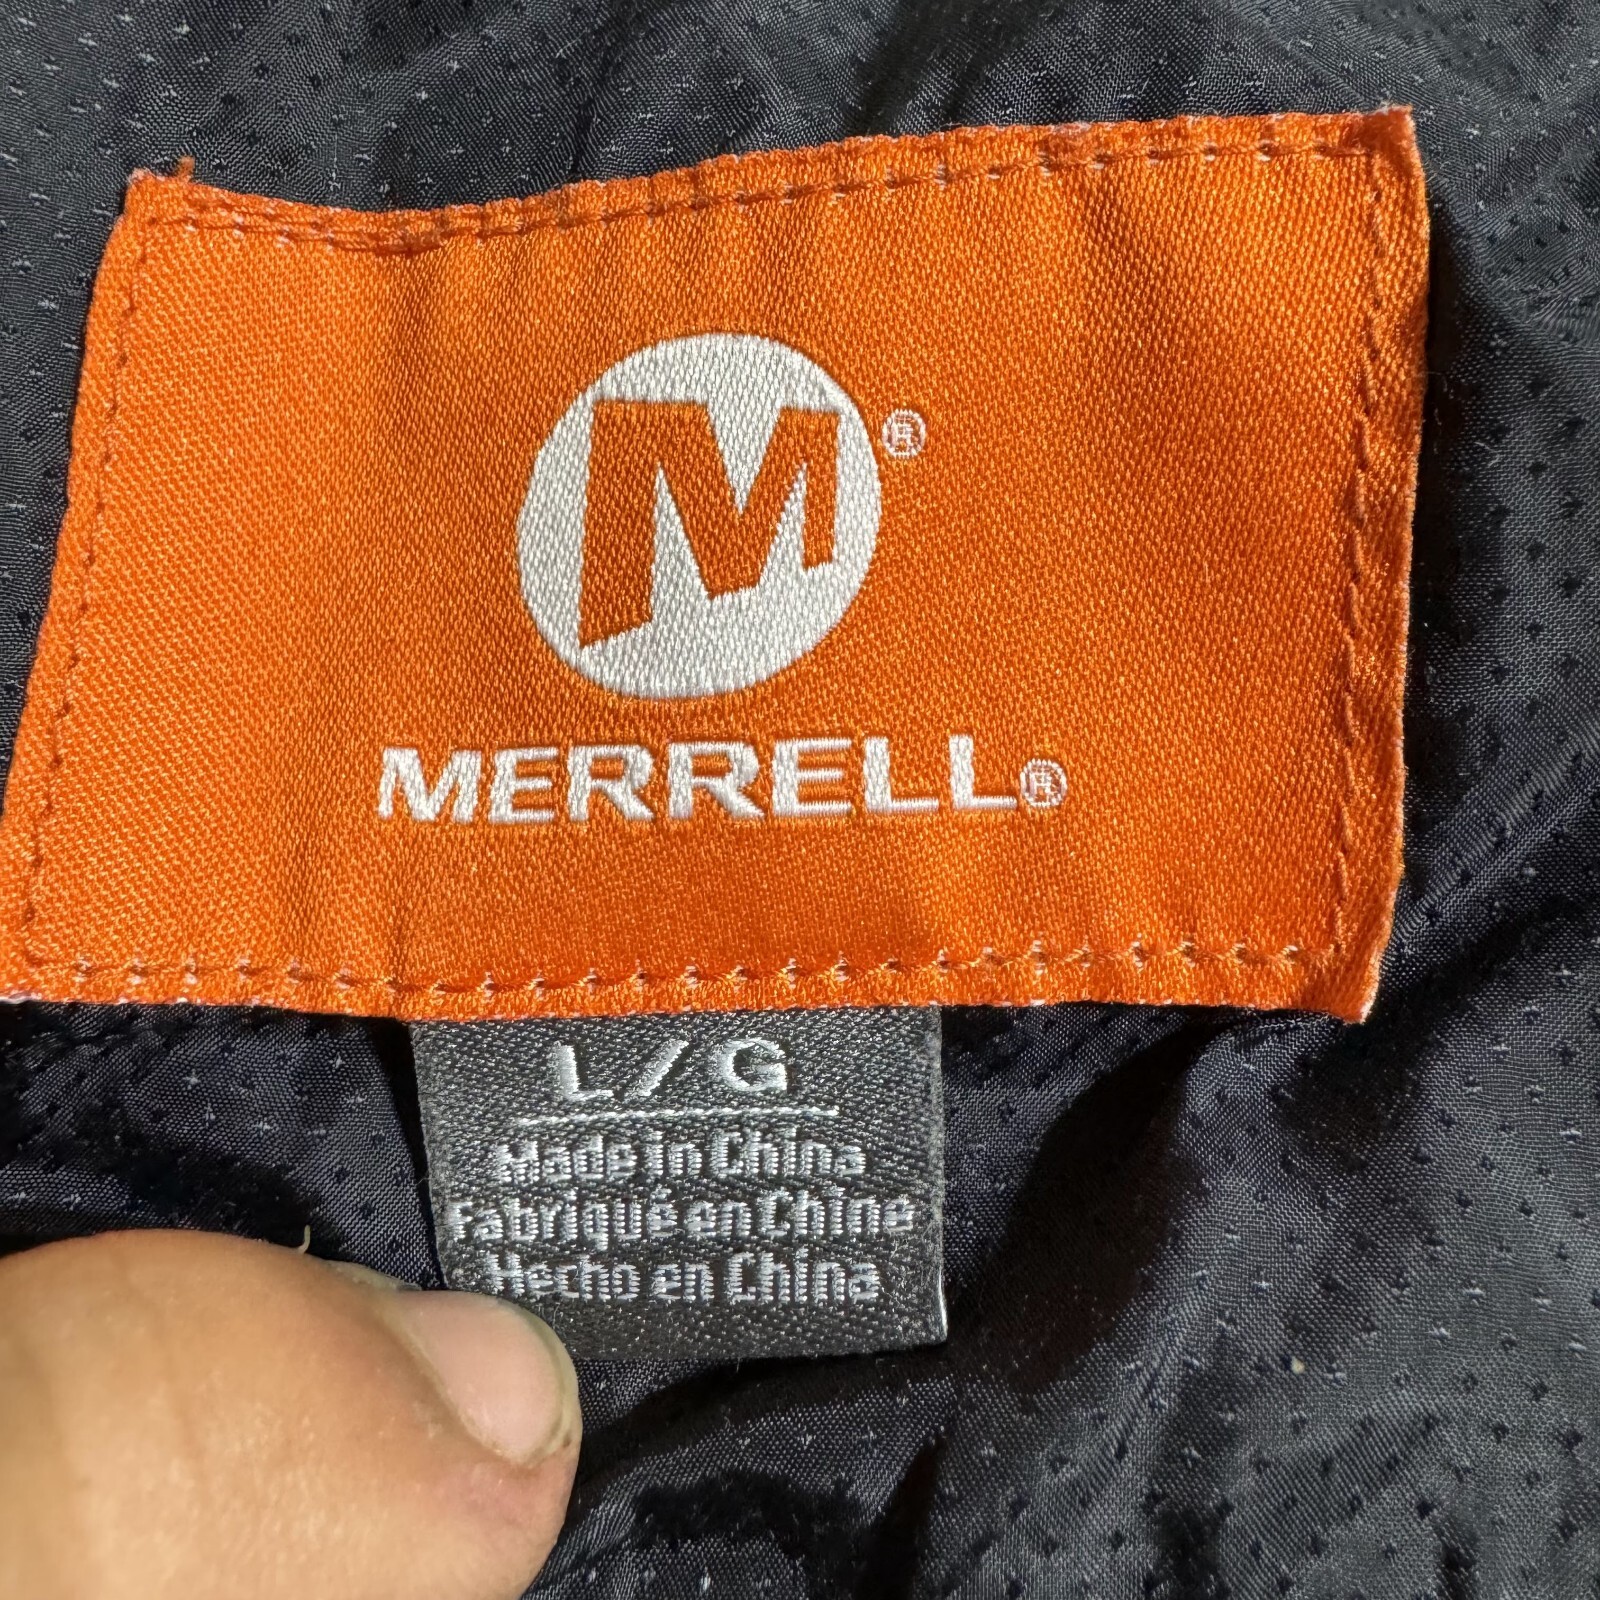 M®
MERRELL®
L/G
Made in China
Fabriqué en Chine
Hecho en China